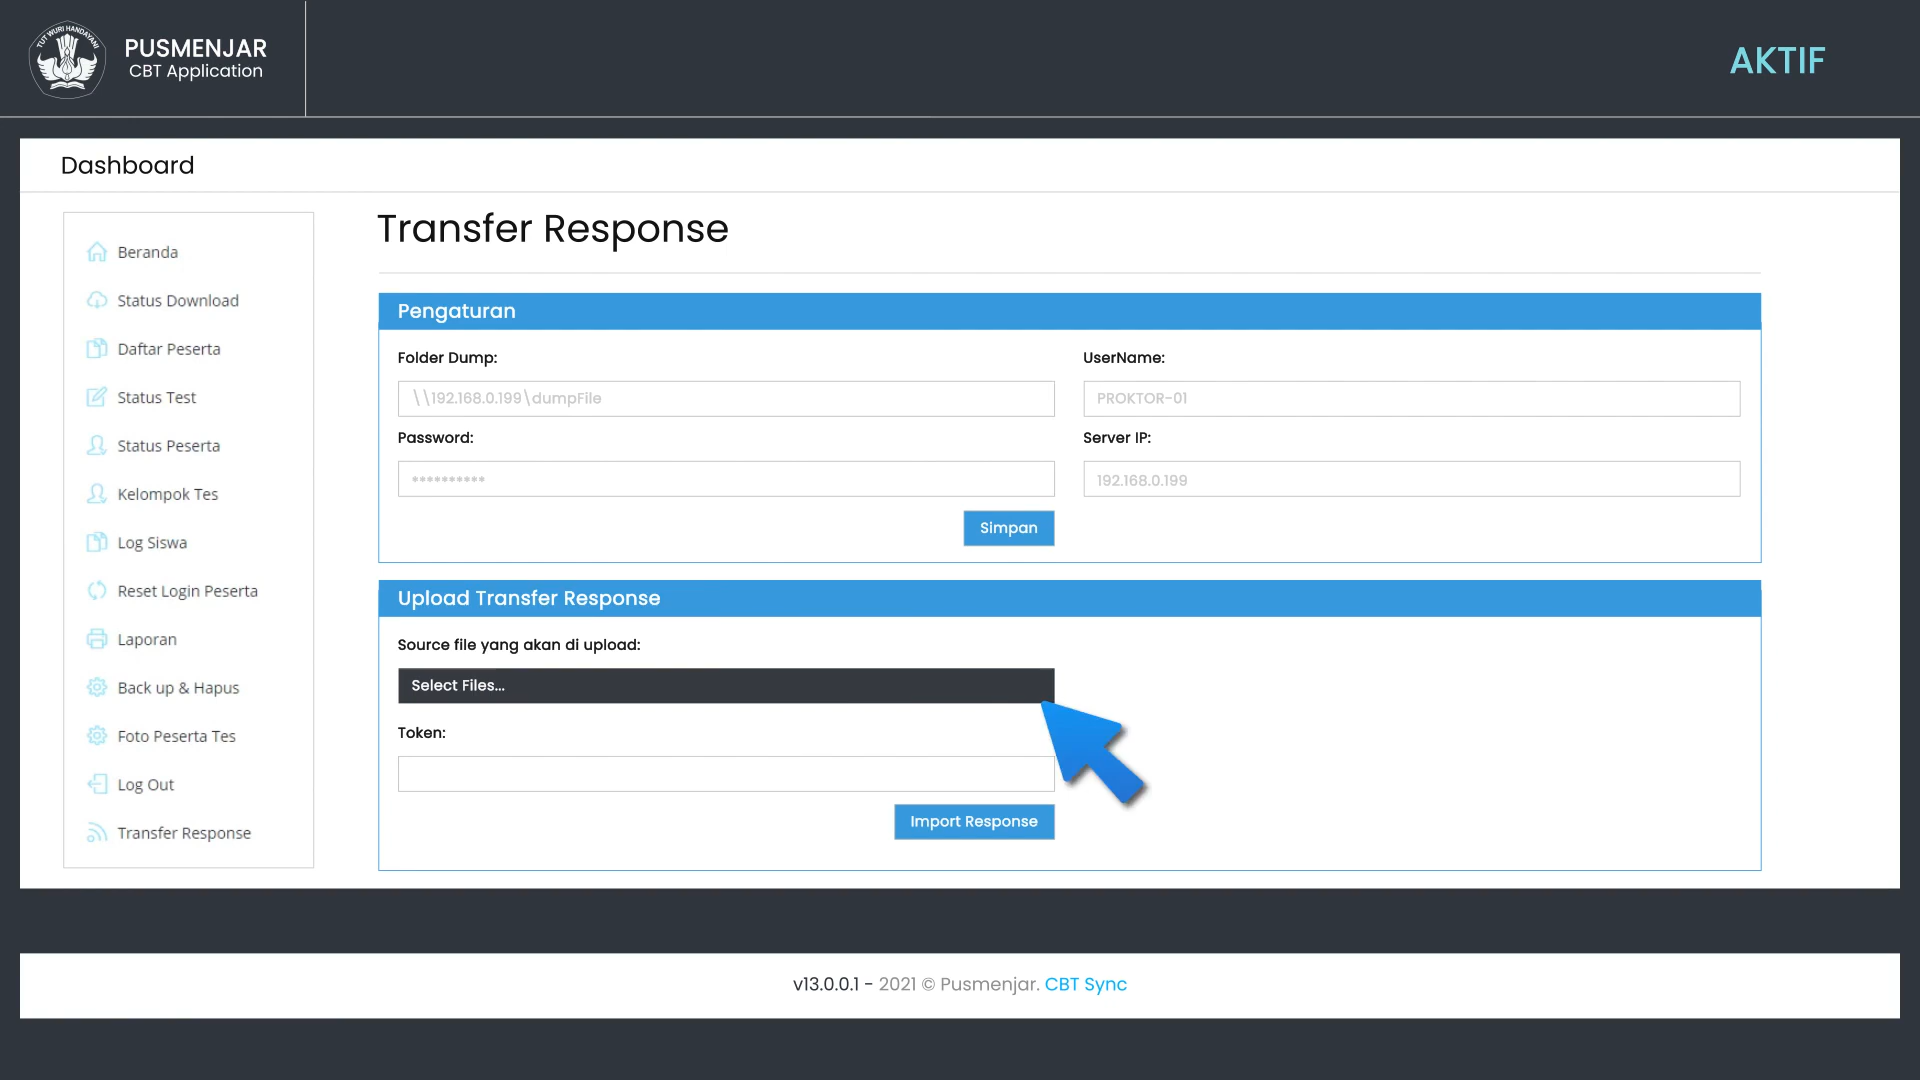 TUT WURI HANDAYANI
PUSMENJAR
CBT Application
AKTIF
Dashboard
Beranda
Status Download
Daftar Peserta
Status Test
Status Peserta
Kelompok Tes
Log Siswa
Reset Login Peserta
Laporan
Back up & Hapus
Foto Peserta Tes
Log Out
Transfer Response
Transfer Response
Pengaturan
Folder Dump:
\\192.168.0.199\dumpFile
UserName:
PROKTOR-01
Password:
**********
Server IP:
192.168.0.199
Simpan
Upload Transfer Response
Source file yang akan di upload:
Select Files...
Token:
Import Response
v13.0.0.1 - 2021 © Pusmenjar. CBT Sync